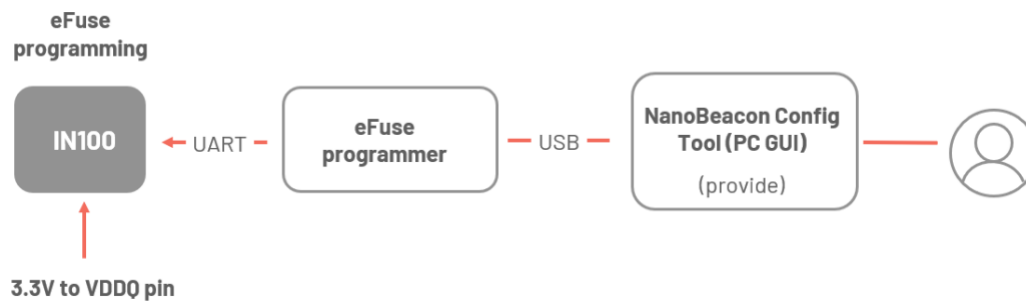 eFuse
programming
IN100
UART
eFuse
programmer
USB
NanoBeacon Config
Tool (PC GUI)
(provide)
3.3V to VDDQ pin